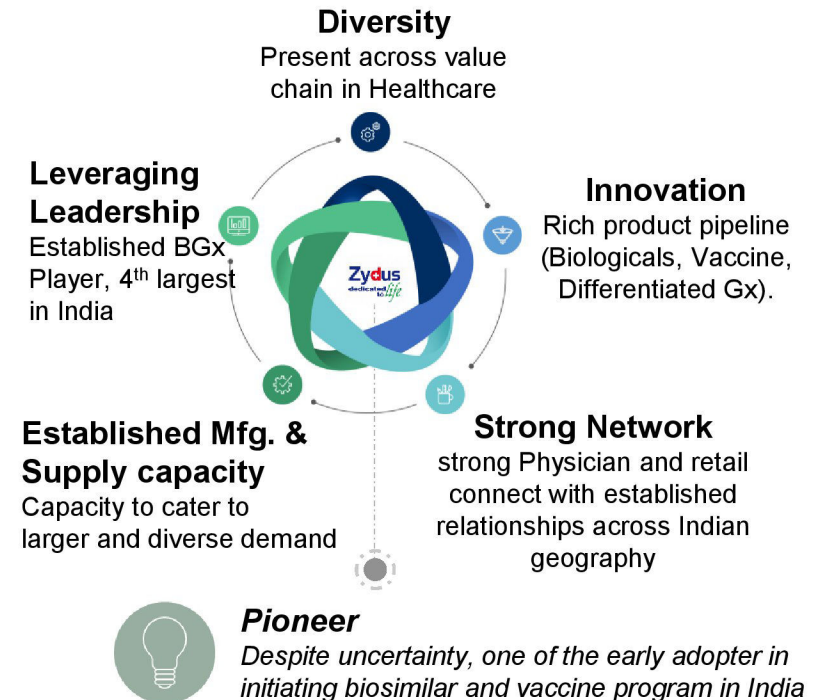 Diversity
Present across value
chain in Healthcare
Leveraging
Leadership
Established BGx
Player, 4th largest
in India
Innovation
Rich product pipeline
(Biologicals, Vaccine,
Differentiated Gx).
Zydus
dedicated to life
Established Mfg. &
Supply capacity
Capacity to cater to
larger and diverse demand
Strong Network
strong Physician and retail
connect with established
relationships across Indian
geography
Pioneer
Despite uncertainty, one of the early adopter in
initiating biosimilar and vaccine program in India